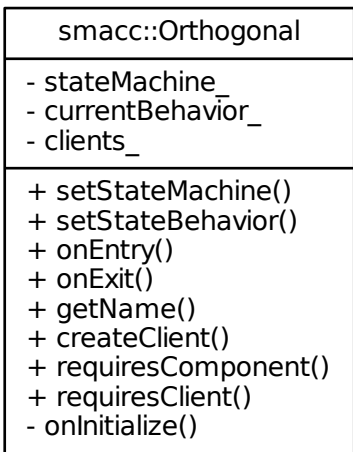 smacc::Orthogonal
- stateMachine_
- currentBehavior_
- clients_
+ setStateMachine()
+ setStateBehavior()
+ onEntry()
+ onExit()
+ getName()
+ createClient()
+ requiresComponent()
+ requiresClient()
- onInitialize()